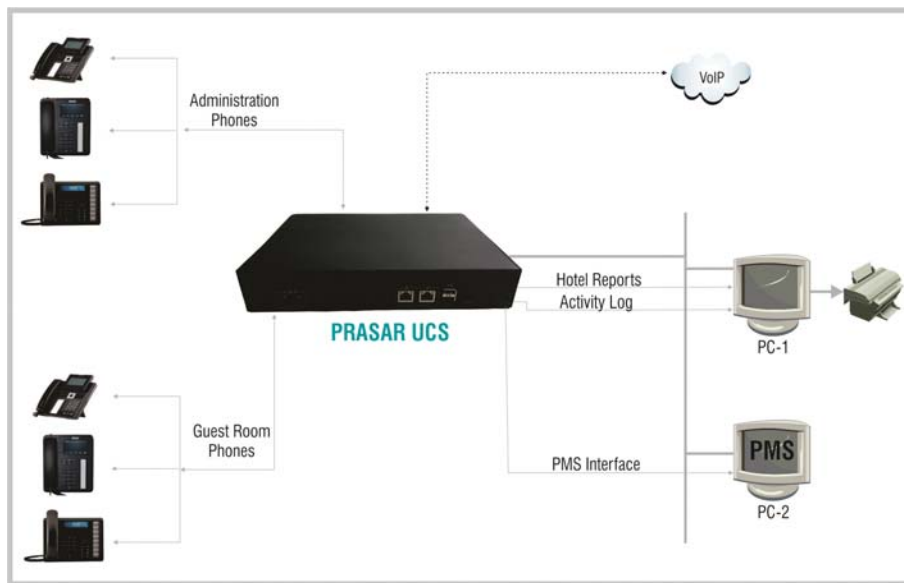 VoIP
Administration
Phones
Hotel Reports
Activity Log
PRASAR UCS
PC-1
Guest Room
Phones
PMS Interface
PMS
PC-2